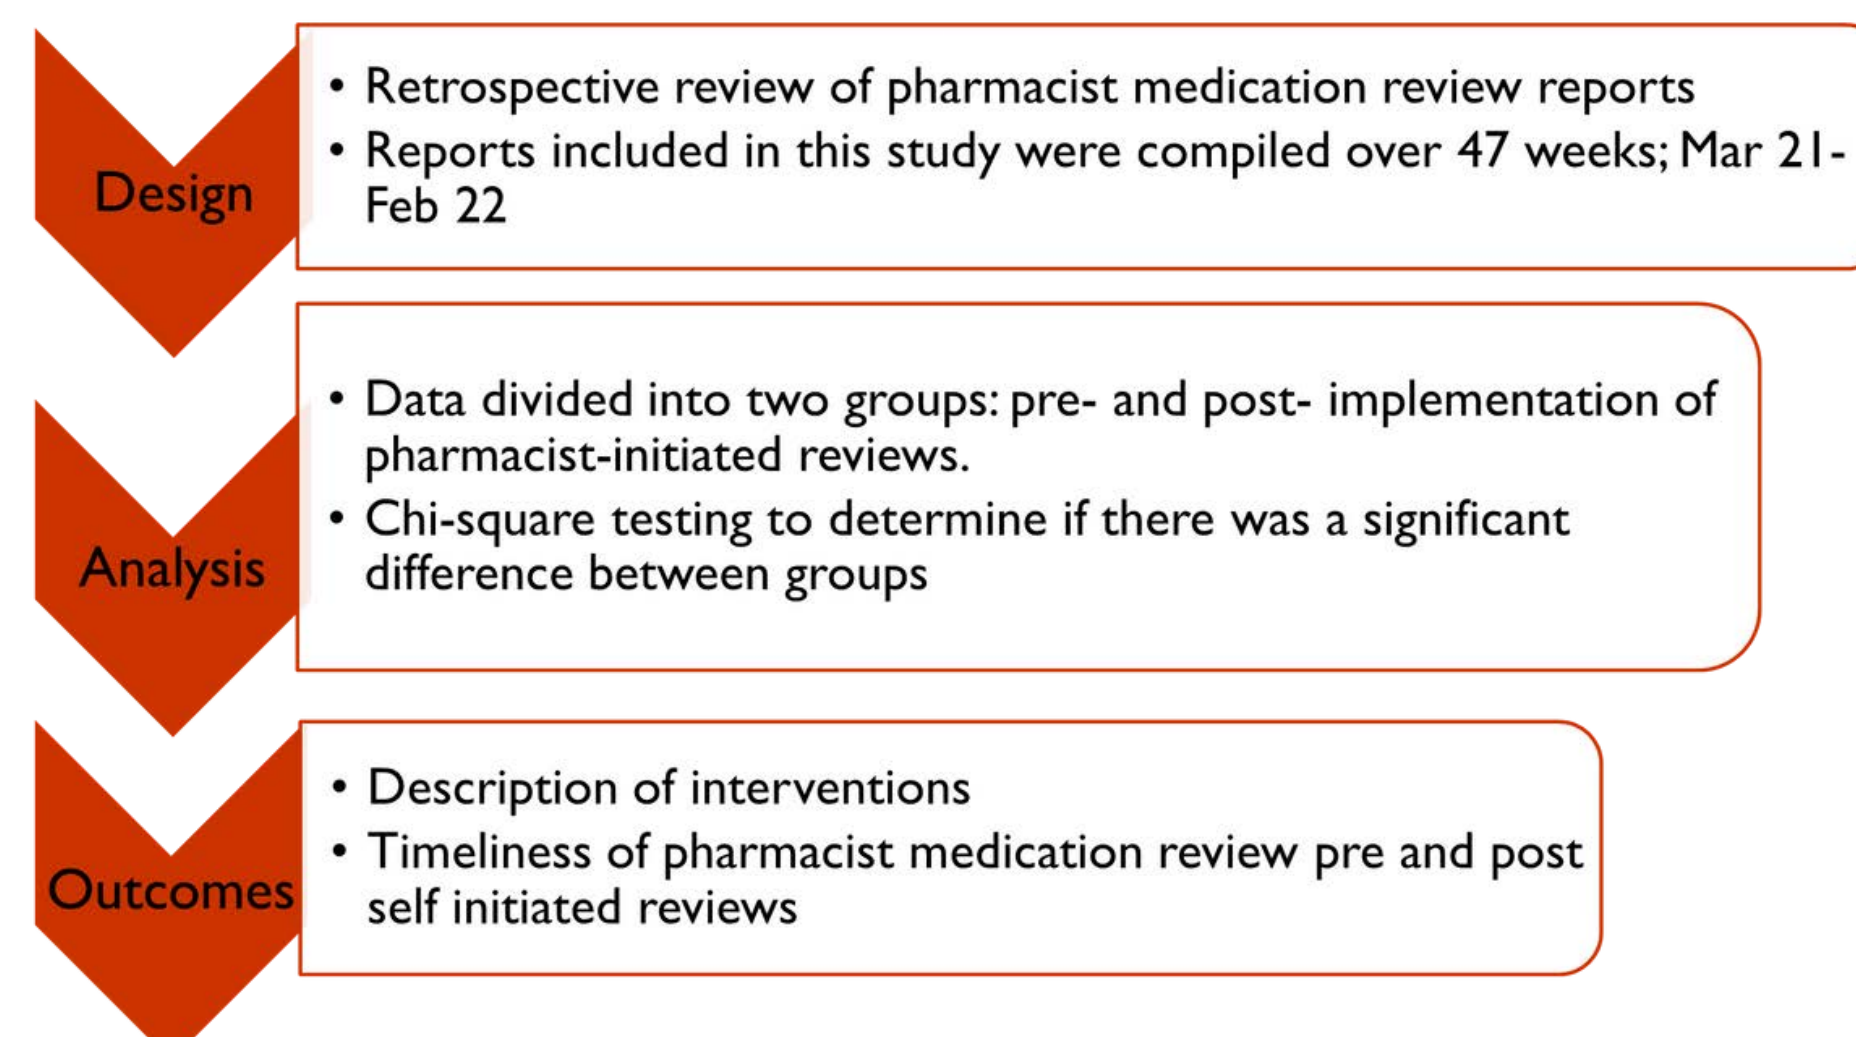 Design
• Retrospective review of pharmacist medication review reports
• Reports included in this study were compiled over 47 weeks; Mar 21-
Feb 22
Analysis
• Data divided into two groups: pre- and post- implementation of
pharmacist-initiated reviews.
• Chi-square testing to determine if there was a significant
difference between groups
Outcomes
• Description of interventions
• Timeliness of pharmacist medication review pre and post
self initiated reviews